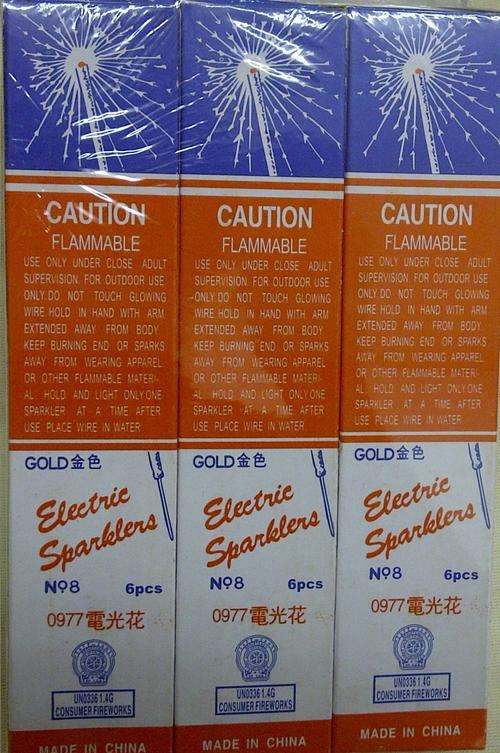 CAUTION
FLAMMABLE
USE ONLY UNDER CLOSE ADULT
SUPERVISION FOR OUTDOOR USE
ONLY.DO NOT TOUCH GLOWING
WIRE HOLD IN HAND WITH ARM
EXTENDED AWAY FROM BODY.
KEEP BURNING END OR SPARKS
AWAY FROM WEARING APPAREL
OR OTHER FLAMMABLE MATERI-
AL HOLD AND LIGHT ONLY ONE
SPARKLER AT A TIME AFTER
USE PLACE WIRE IN WATER
GOLD金色
Electric
Sparklers
Nº8 6pcs
0977電光花
UN0336 1.4G
CONSUMER FIREWORKS
MADE IN CHINA
CAUTION
FLAMMABLE
USE ONLY UNDER CLOSE ADULT
SUPERVISION FOR OUTDOOR USE
ONLY.DO NOT TOUCH GLOWING
WIRE HOLD IN HAND WITH ARM
EXTENDED AWAY FROM BODY.
KEEP BURNING END OR SPARKS
AWAY FROM WEARING APPAREL
OR OTHER FLAMMABLE MATERI-
AL HOLD AND LIGHT ONLY ONE
SPARKLER AT A TIME AFTER
USE PLACE WIRE IN WATER
GOLD金色
Electric
Sparklers
Nº8 6pcs
0977電光花
UN0336 1.4G
CONSUMER FIREWORKS
MADE IN CHINA
CAUTION
FLAMMABLE
USE ONLY UNDER CLOSE ADULT
SUPERVISION FOR OUTDOOR USE
ONLY.DO NOT TOUCH GLOWING
WIRE HOLD IN HAND WITH ARM
EXTENDED AWAY FROM BODY.
KEEP BURNING END OR SPARKS
AWAY FROM WEARING APPAREL
OR OTHER FLAMMABLE MATERI-
AL HOLD AND LIGHT ONLY ONE
SPARKLER AT A TIME AFTER
USE PLACE WIRE IN WATER
GOLD金色
Electric
Sparklers
Nº8 6pcs
0977電光花
UN0336 1.4G
CONSUMER FIREWORKS
MADE IN CHINA